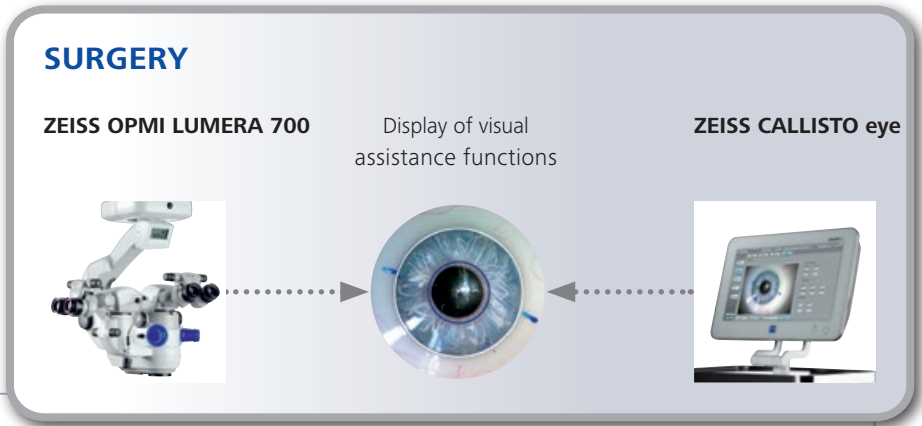 SURGERY
ZEISS OPMI LUMERA 700
Display of visual
assistance functions
ZEISS CALLISTO eye